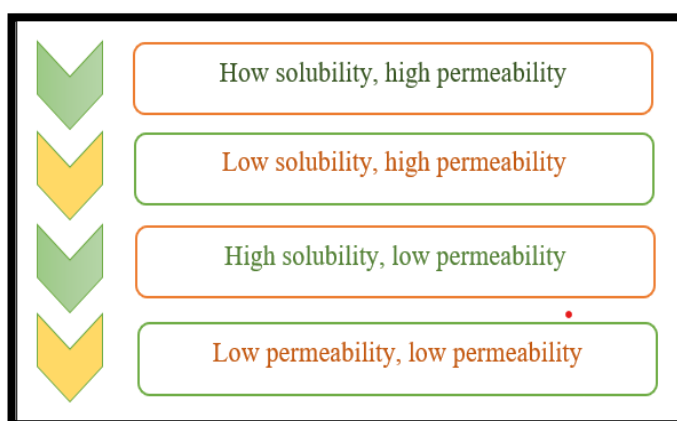 How solubility, high permeability
Low solubility, high permeability
High solubility, low permeability
Low permeability, low permeability